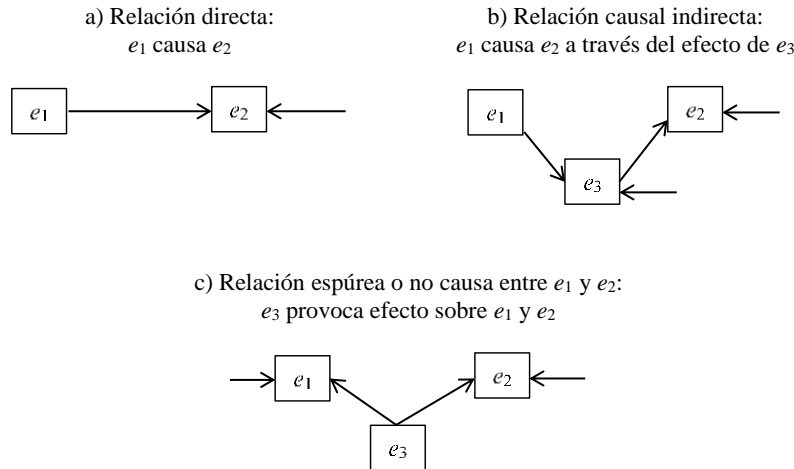 a) Relación directa:
e1 causa e2
e1
e2
b) Relación causal indirecta:
e1 causa e2 a través del efecto de e3
e1
e2
e3
c) Relación espúrea o no causa entre e1 y e2:
e3 provoca efecto sobre e1 y e2
e1
e2
e3